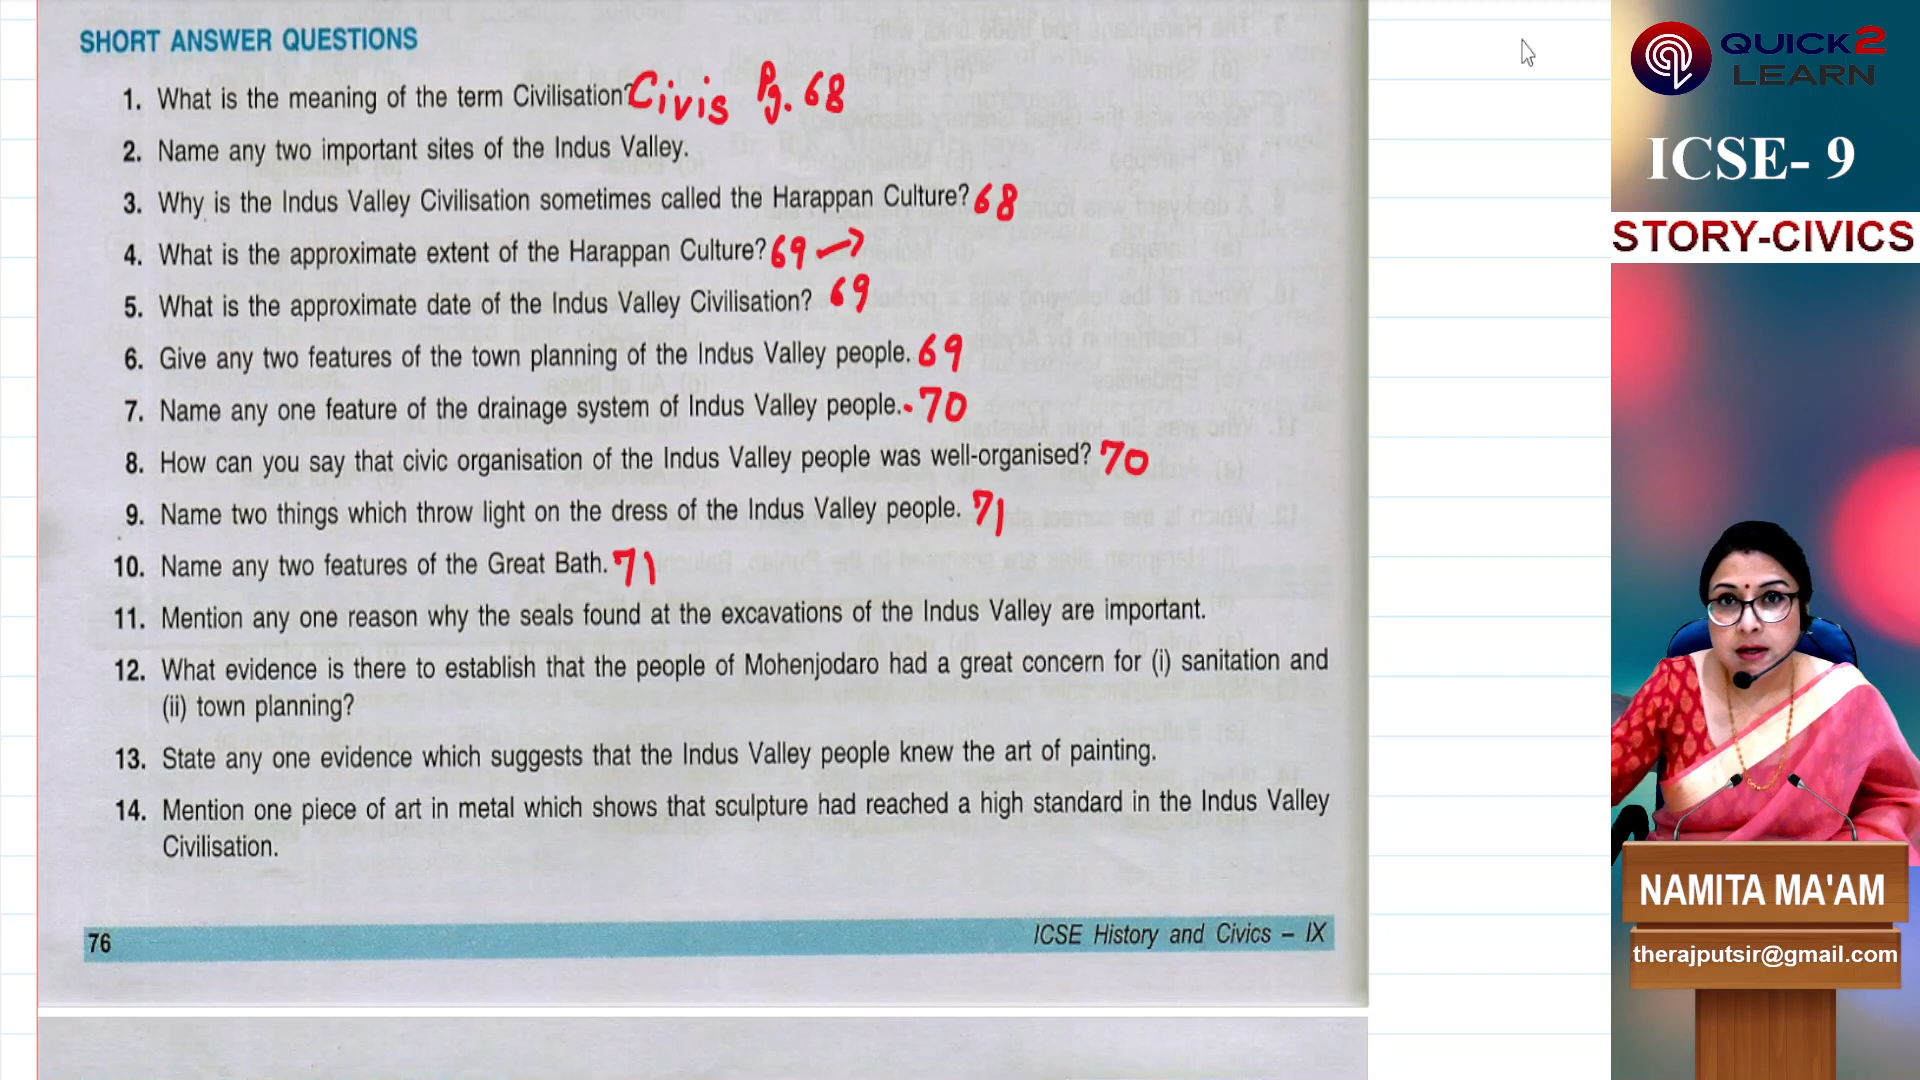 SHORT ANSWER QUESTIONS
1. What is the meaning of the term Civilisation? Civis Pg. 68
2. Name any two important sites of the Indus Valley.
3. Why is the Indus Valley Civilisation sometimes called the Harappan Culture? 68
4. What is the approximate extent of the Harappan Culture? 69 →
5. What is the approximate date of the Indus Valley Civilisation? 69
6. Give any two features of the town planning of the Indus Valley people. 69
7. Name any one feature of the drainage system of Indus Valley people. - 70
8. How can you say that civic organisation of the Indus Valley people was well-organised? 70
9. Name two things which throw light on the dress of the Indus Valley people. 71
10. Name any two features of the Great Bath. 71
11. Mention any one reason why the seals found at the excavations of the Indus Valley are important.
12. What evidence is there to establish that the people of Mohenjodaro had a great concern for (i) sanitation and
(ii) town planning?
13. State any one evidence which suggests that the Indus Valley people knew the art of painting.
14. Mention one piece of art in metal which shows that sculpture had reached a high standard in the Indus Valley
Civilisation.
76
ICSE History and Civics – IX
QUICK2
LEARN
ICSE- 9
STORY-CIVICS
NAMITA MA'AM
therajputsir@gmail.com